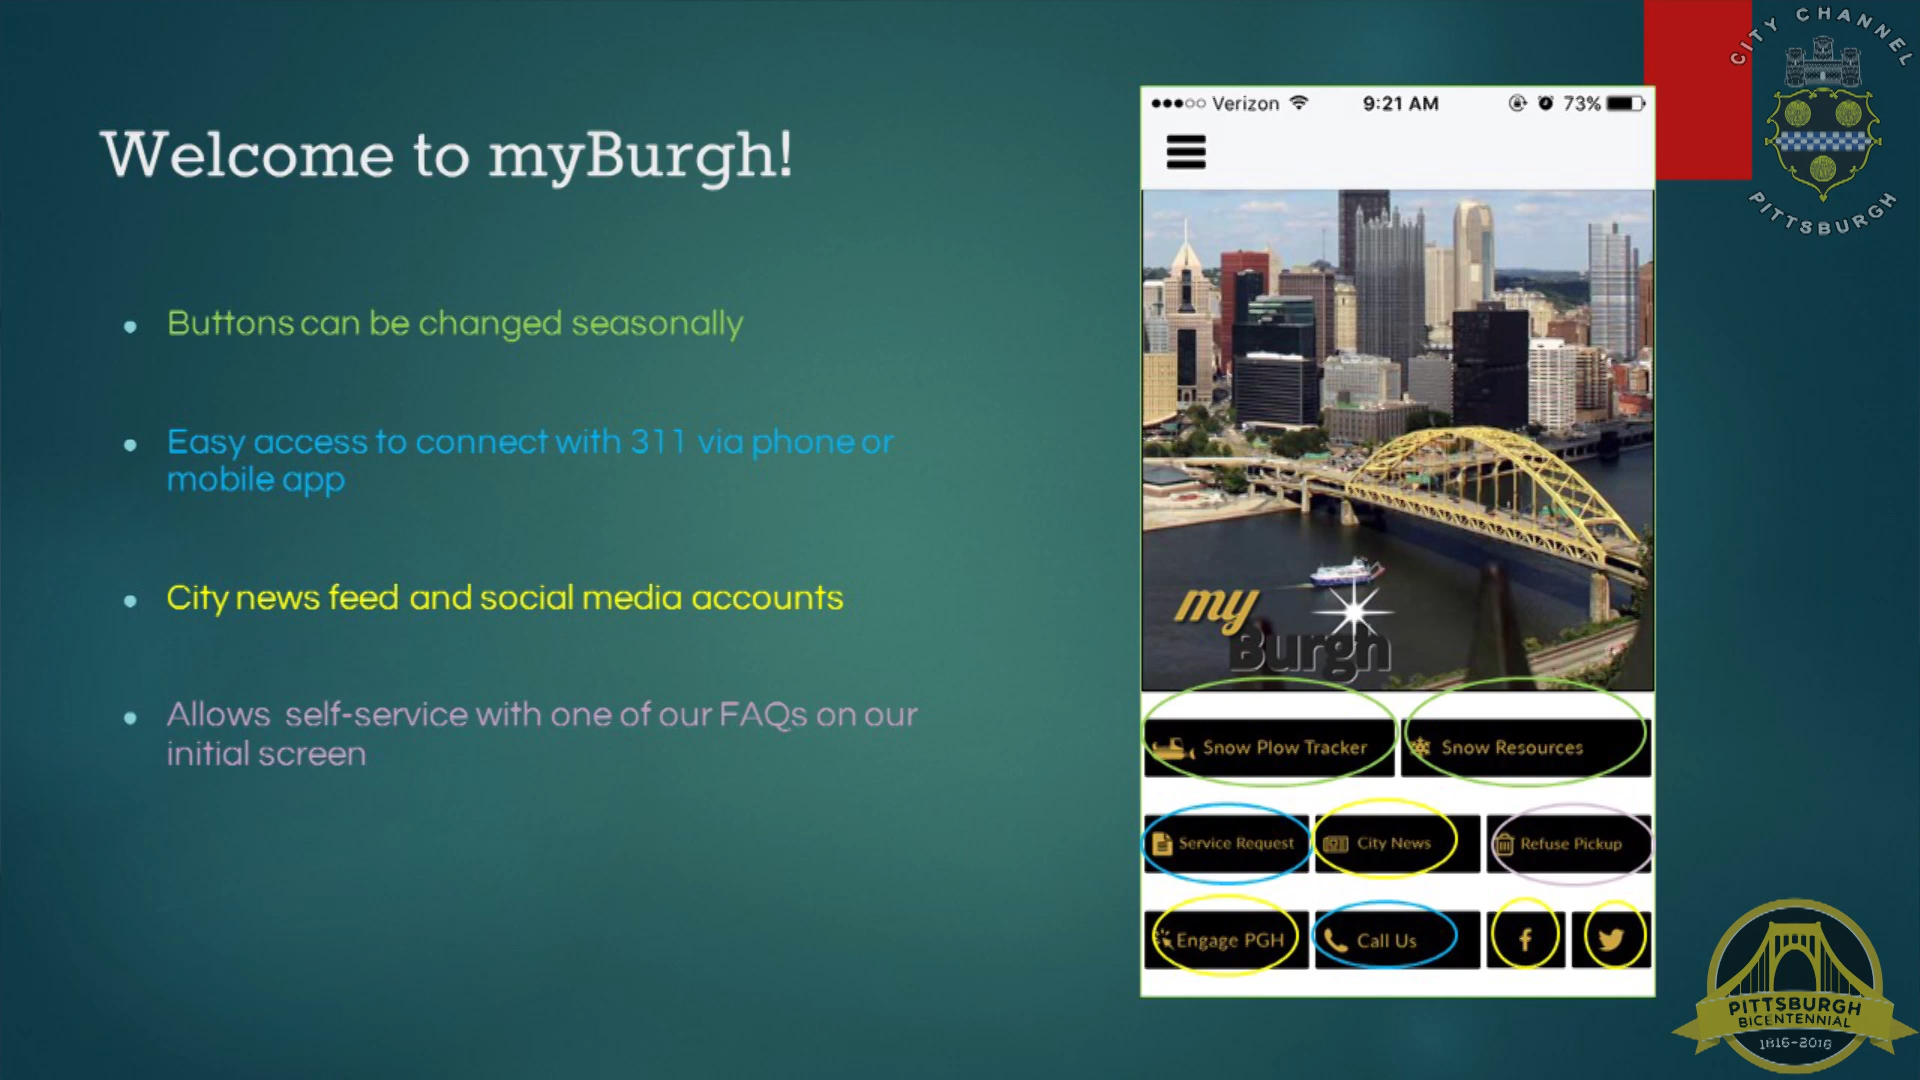 Welcome to myBurgh!
Buttons can be changed seasonally
Easy access to connect with 311 via phone or
mobile app
City news feed and social media accounts
Allows self-service with one of our FAQs on our
initial screen
Verizon 9:21 AM 73%
my
Burgh
Snow Plow Tracker Snow Resources
Service Request City News Refuse Pickup
Engage PGH Call Us
CITY CHANNEL
PITTSBURGH
PITTSBURGH
BICENTENNIAL
1816-2016